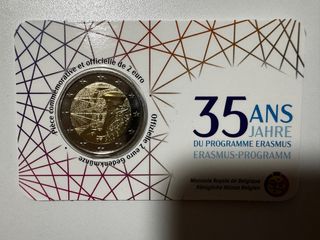 Pièce commémorative et officielle de 2 euro
Offizielle 2 euro Gedenkmünze
35 ANS
JAHRE
DU PROGRAMME ERASMUS
ERASMUS-PROGRAMM
Monnaie Royale de Belgique
Königliche Münze Belgien